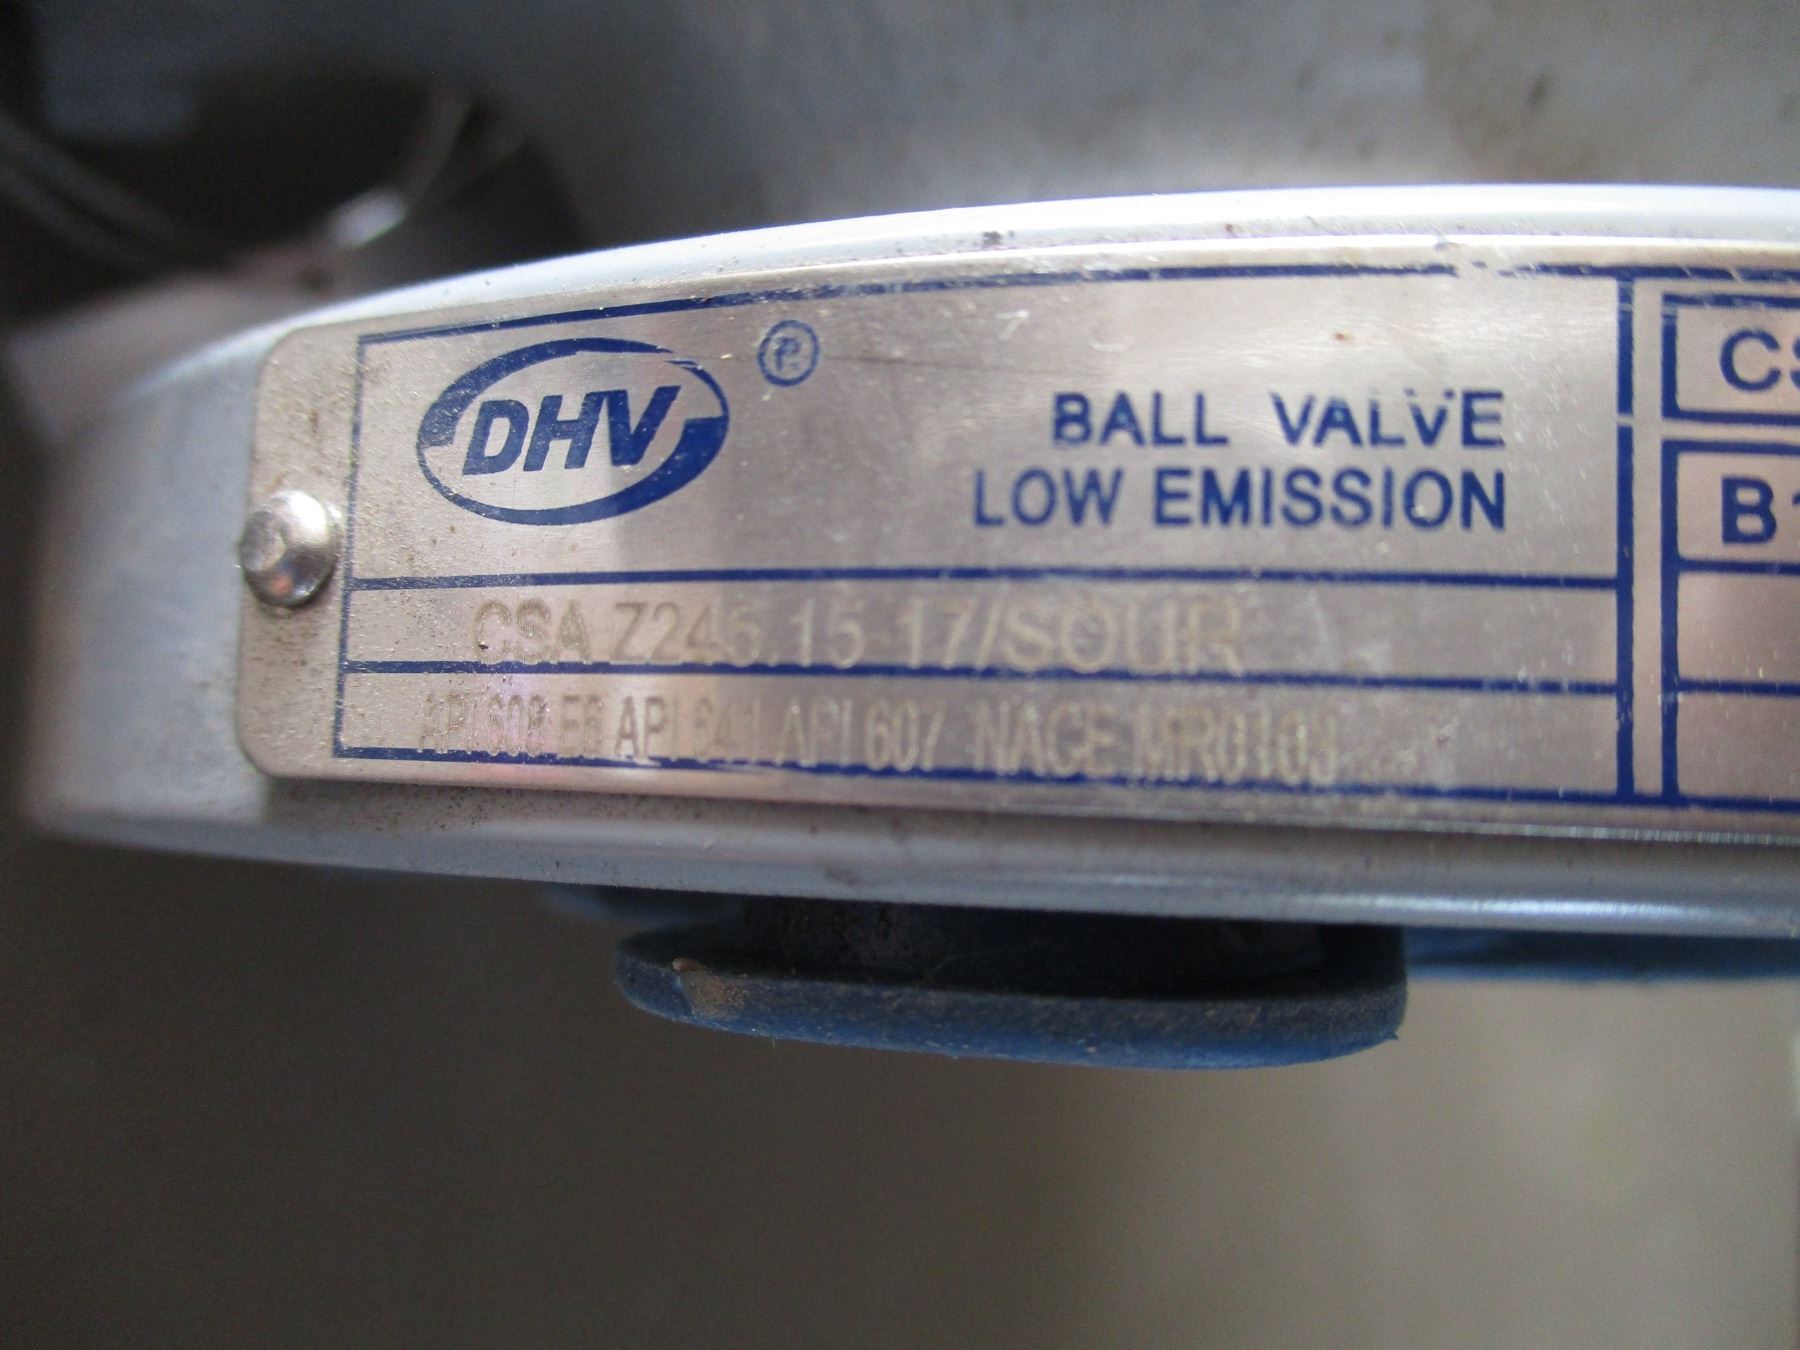 DHV ®
BALL VALVE
LOW EMISSION
CSA Z245.15 17/SOUR
API 608 E6 API 641 API 607 NACE MR0103
CS
B1